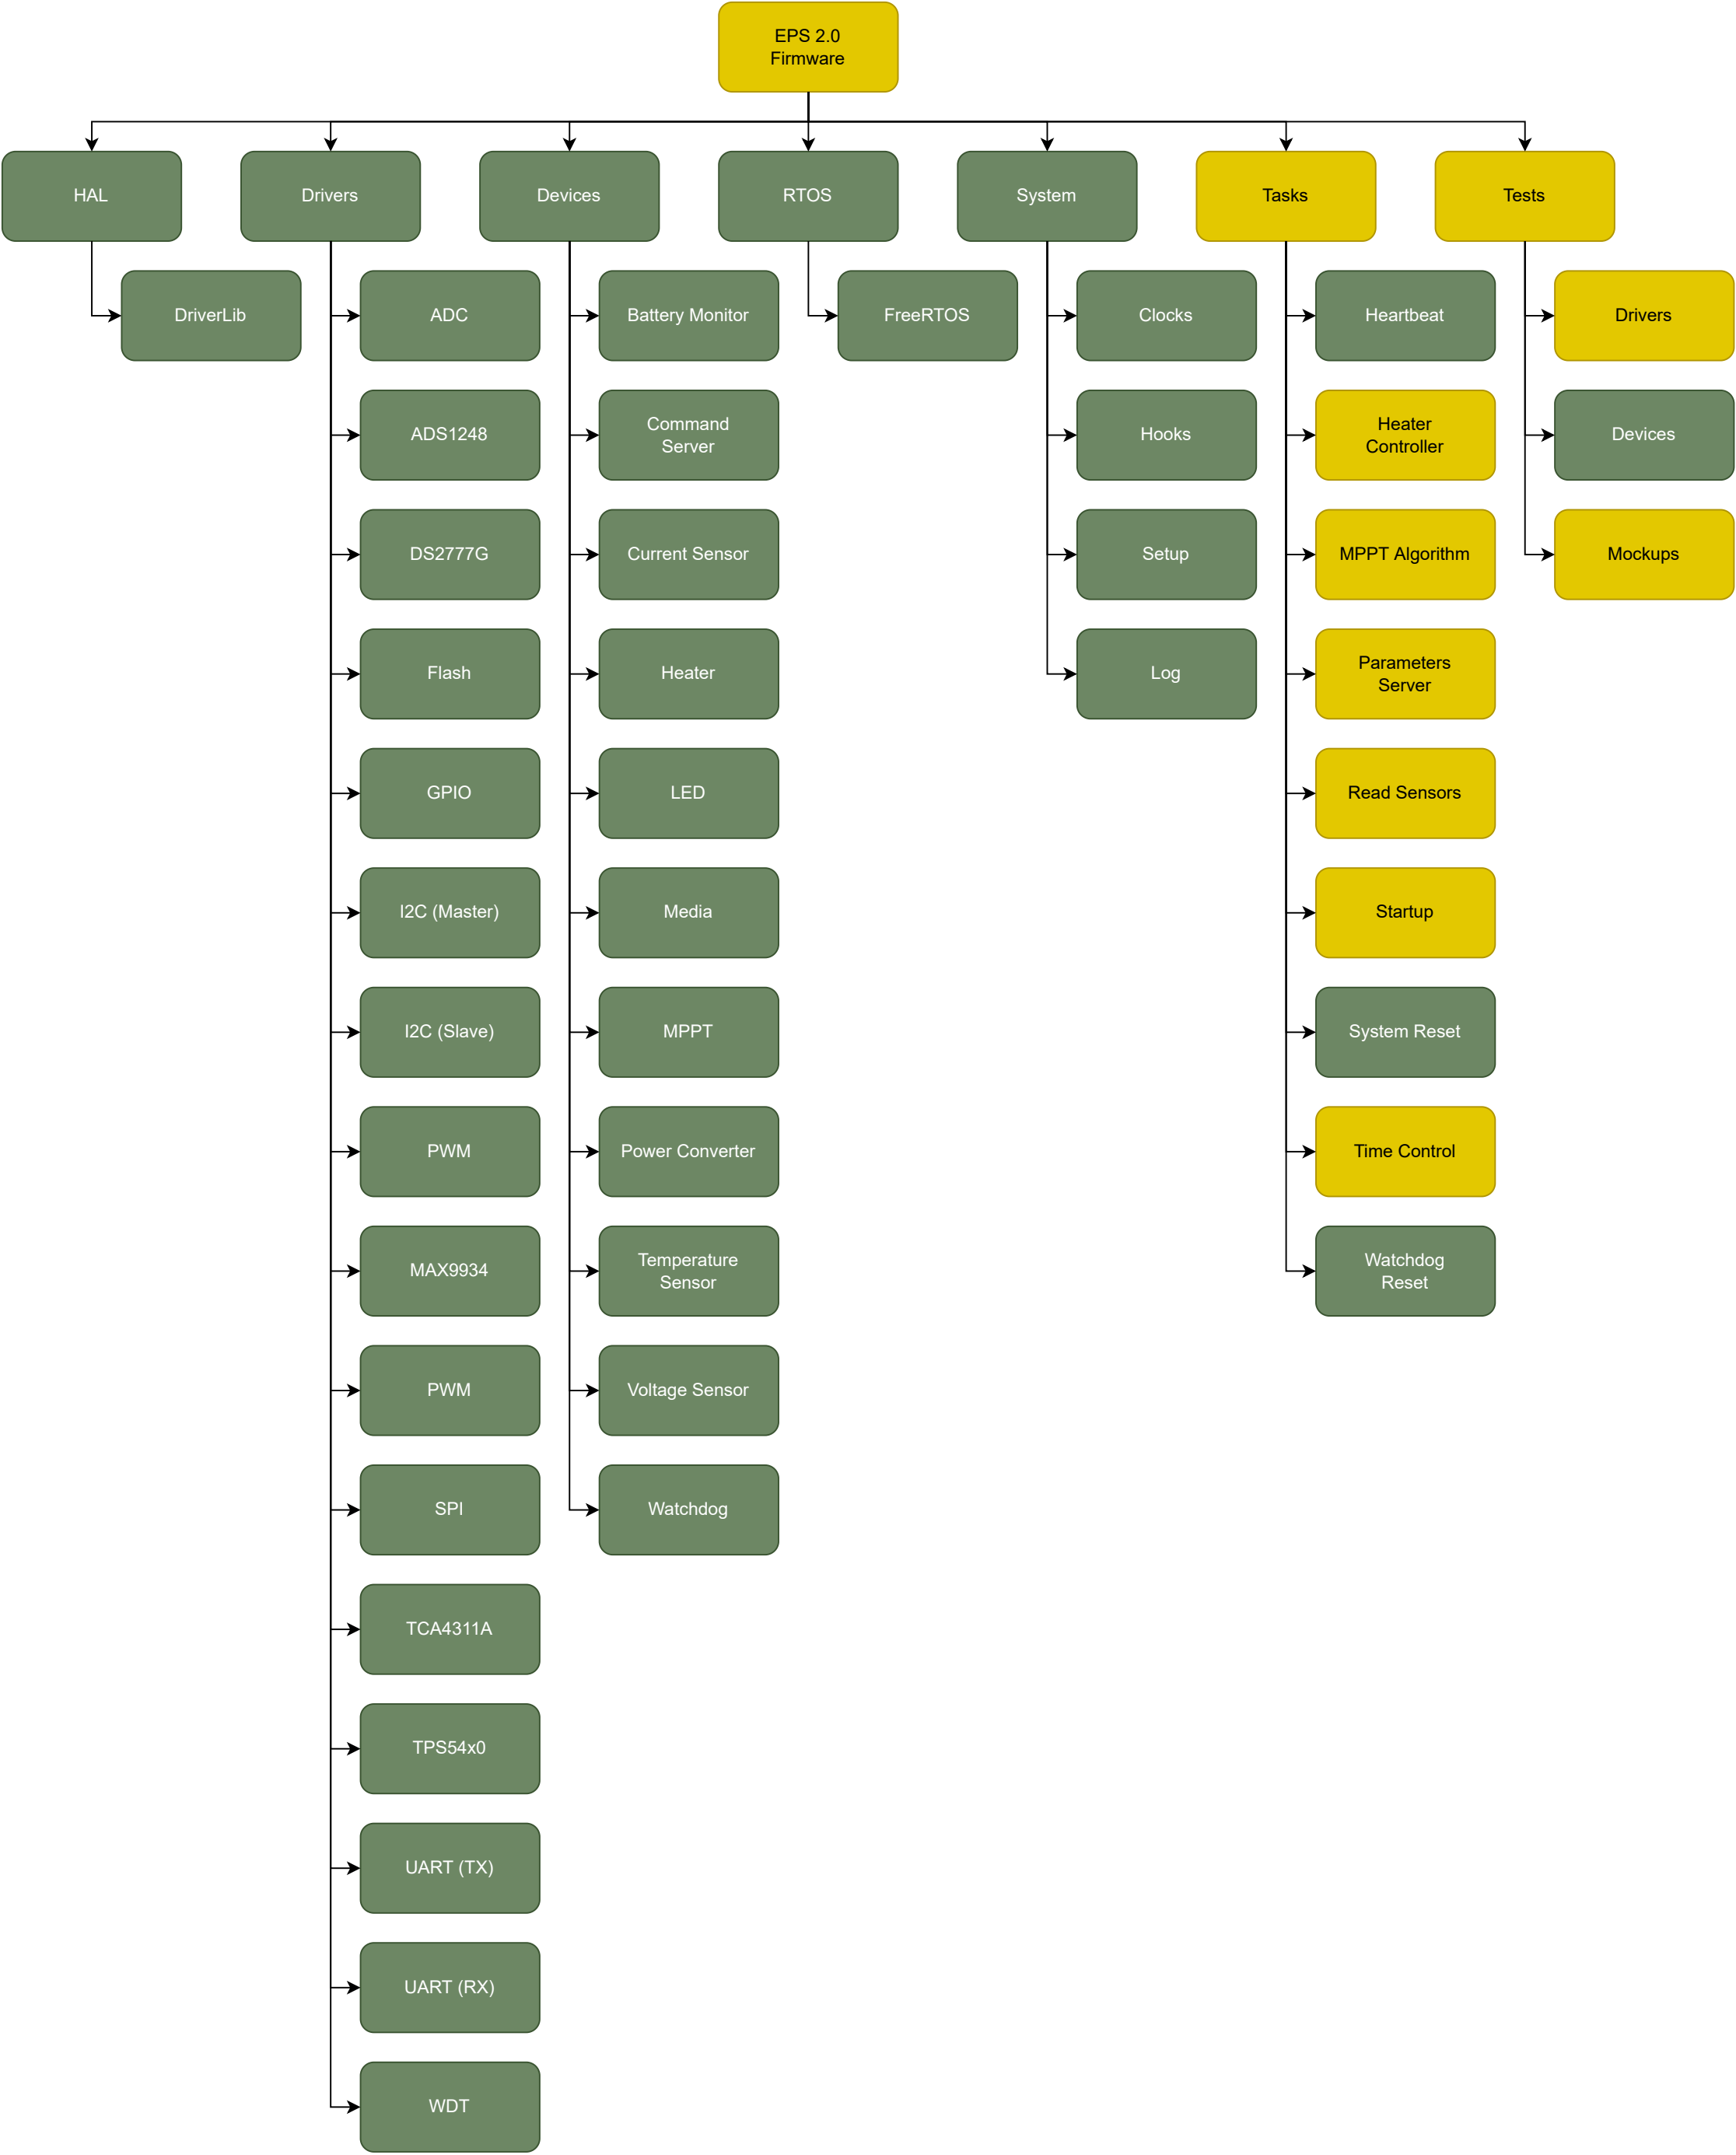 EPS 2.0
Firmware
HAL
Drivers
Devices
RTOS
System
Tasks
Tests
DriverLib
ADC
ADS1248
DS2777G
Flash
GPIO
I2C (Master)
I2C (Slave)
PWM
MAX9934
PWM
SPI
TCA4311A
TPS54x0
UART (TX)
UART (RX)
WDT
Battery Monitor
Command
Server
Current Sensor
Heater
LED
Media
MPPT
Power Converter
Temperature
Sensor
Voltage Sensor
Watchdog
FreeRTOS
Clocks
Hooks
Setup
Log
Heartbeat
Heater
Controller
MPPT Algorithm
Parameters
Server
Read Sensors
Startup
System Reset
Time Control
Watchdog
Reset
Drivers
Devices
Mockups